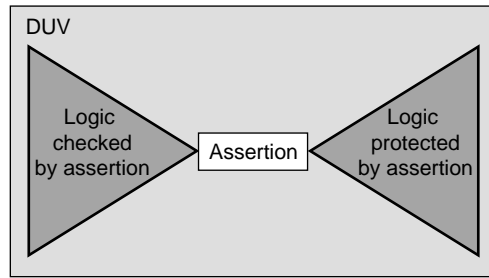 DUV
Logic
checked
by assertion
Assertion
Logic
protected
by assertion